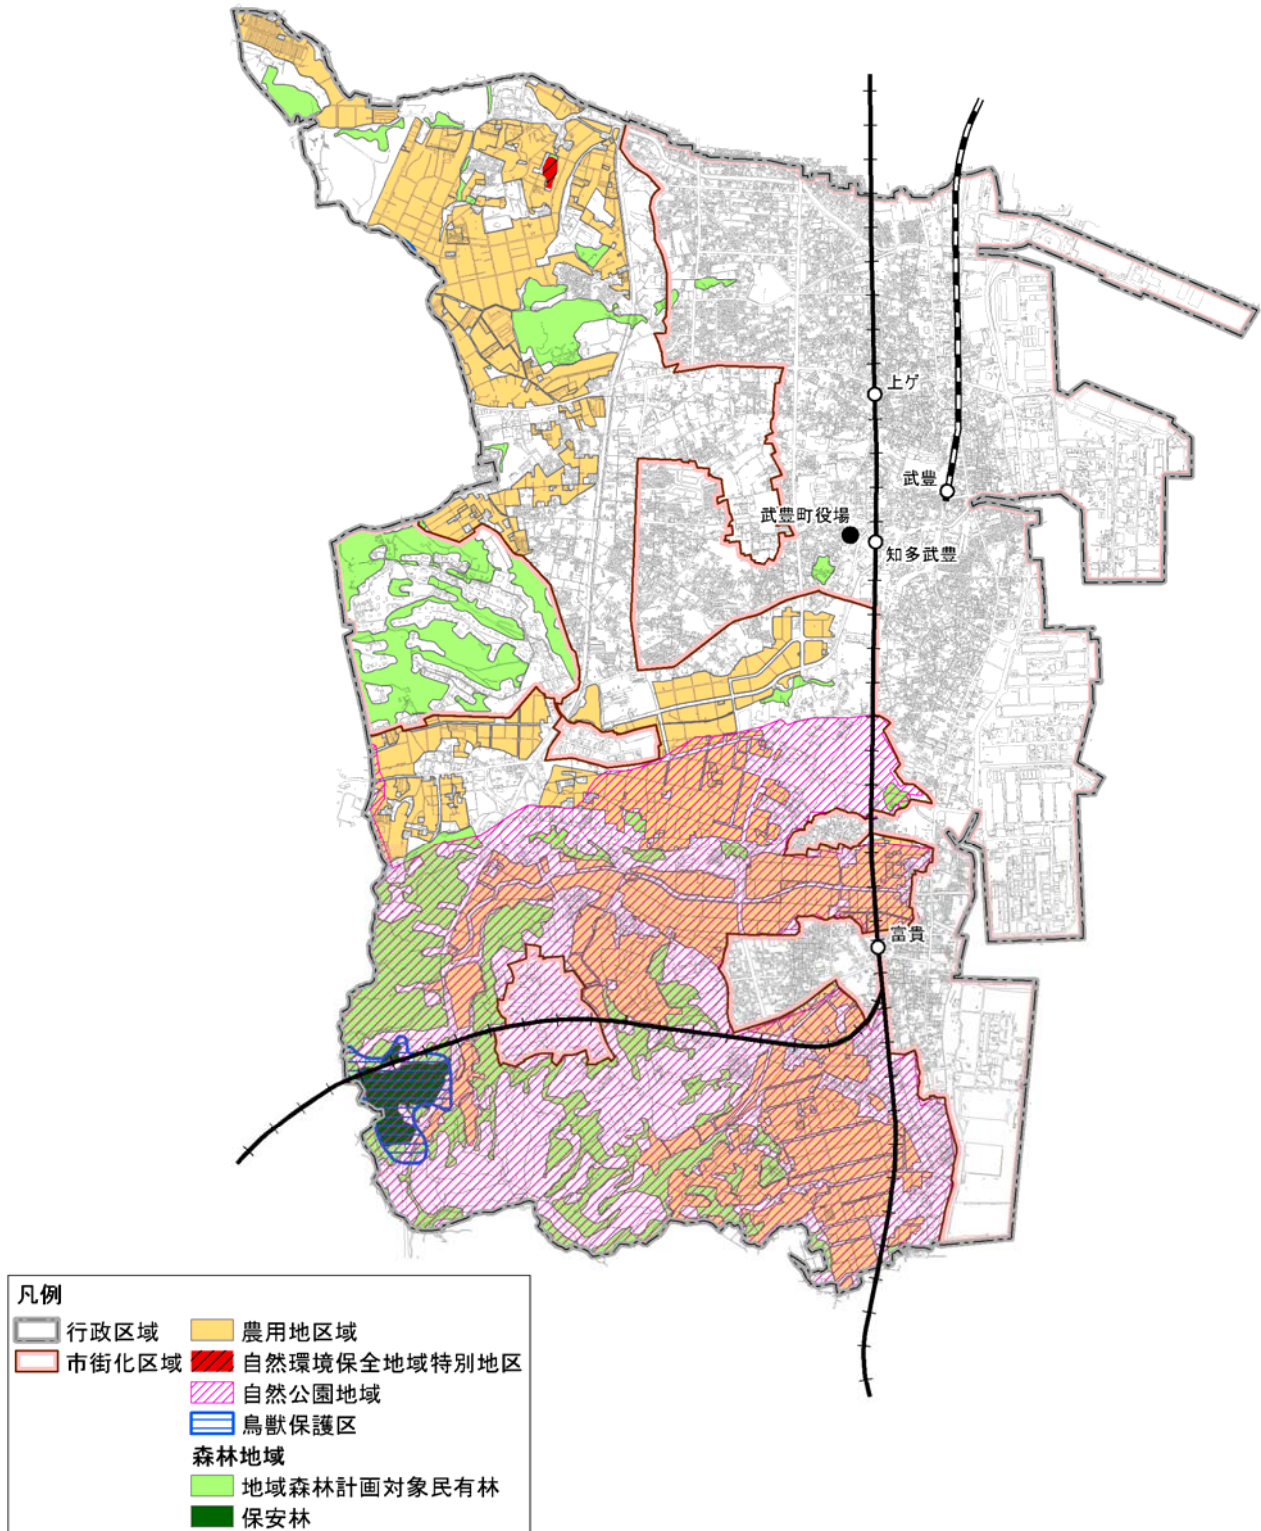 上ゲ
武豊
武豊町役場
知多武豊
富貴
凡例
行政区域
市街化区域
農用地区域
自然環境保全地域特別地区
自然公園地域
鳥獣保護区
森林地域
地域森林計画対象民有林
保安林